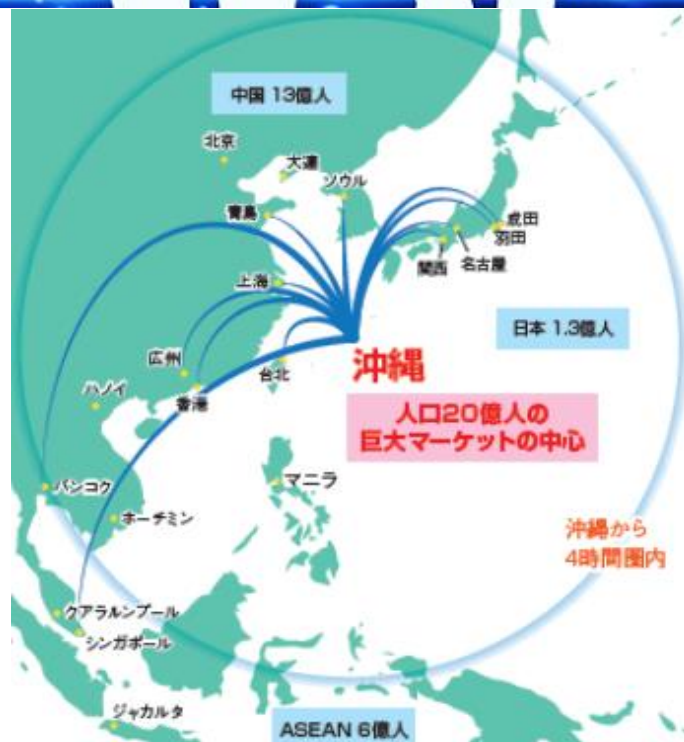 中国 13億人
北京
大連
ソウル
青島
成田
羽田
関西
名古屋
上海
日本 1.3億人
広州
台北
沖縄
ハノイ
香港
人口20億人の
巨大マーケットの中心
バンコク
マニラ
ホーチミン
沖縄から
4時間圏内
クアラルンプール
シンガポール
ジャカルタ
ASEAN 6億人